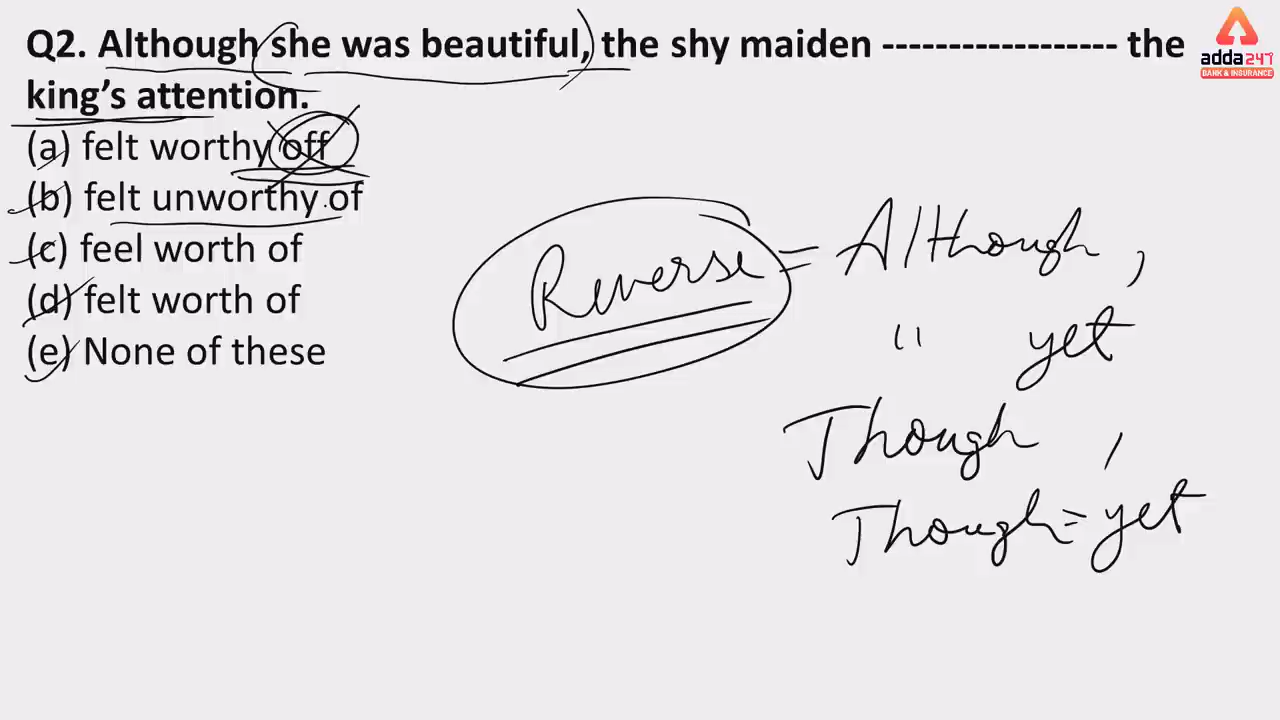 Q2. Although she was beautiful, the shy maiden ------------------ the
king's attention.
(a) felt worthy off
(b) felt unworthy of
(c) feel worth of
(d) felt worth of
(e) None of these
adda247
BANK & INSURANCE
Reverse = Although ,
" yet
Though ,
Though = yet